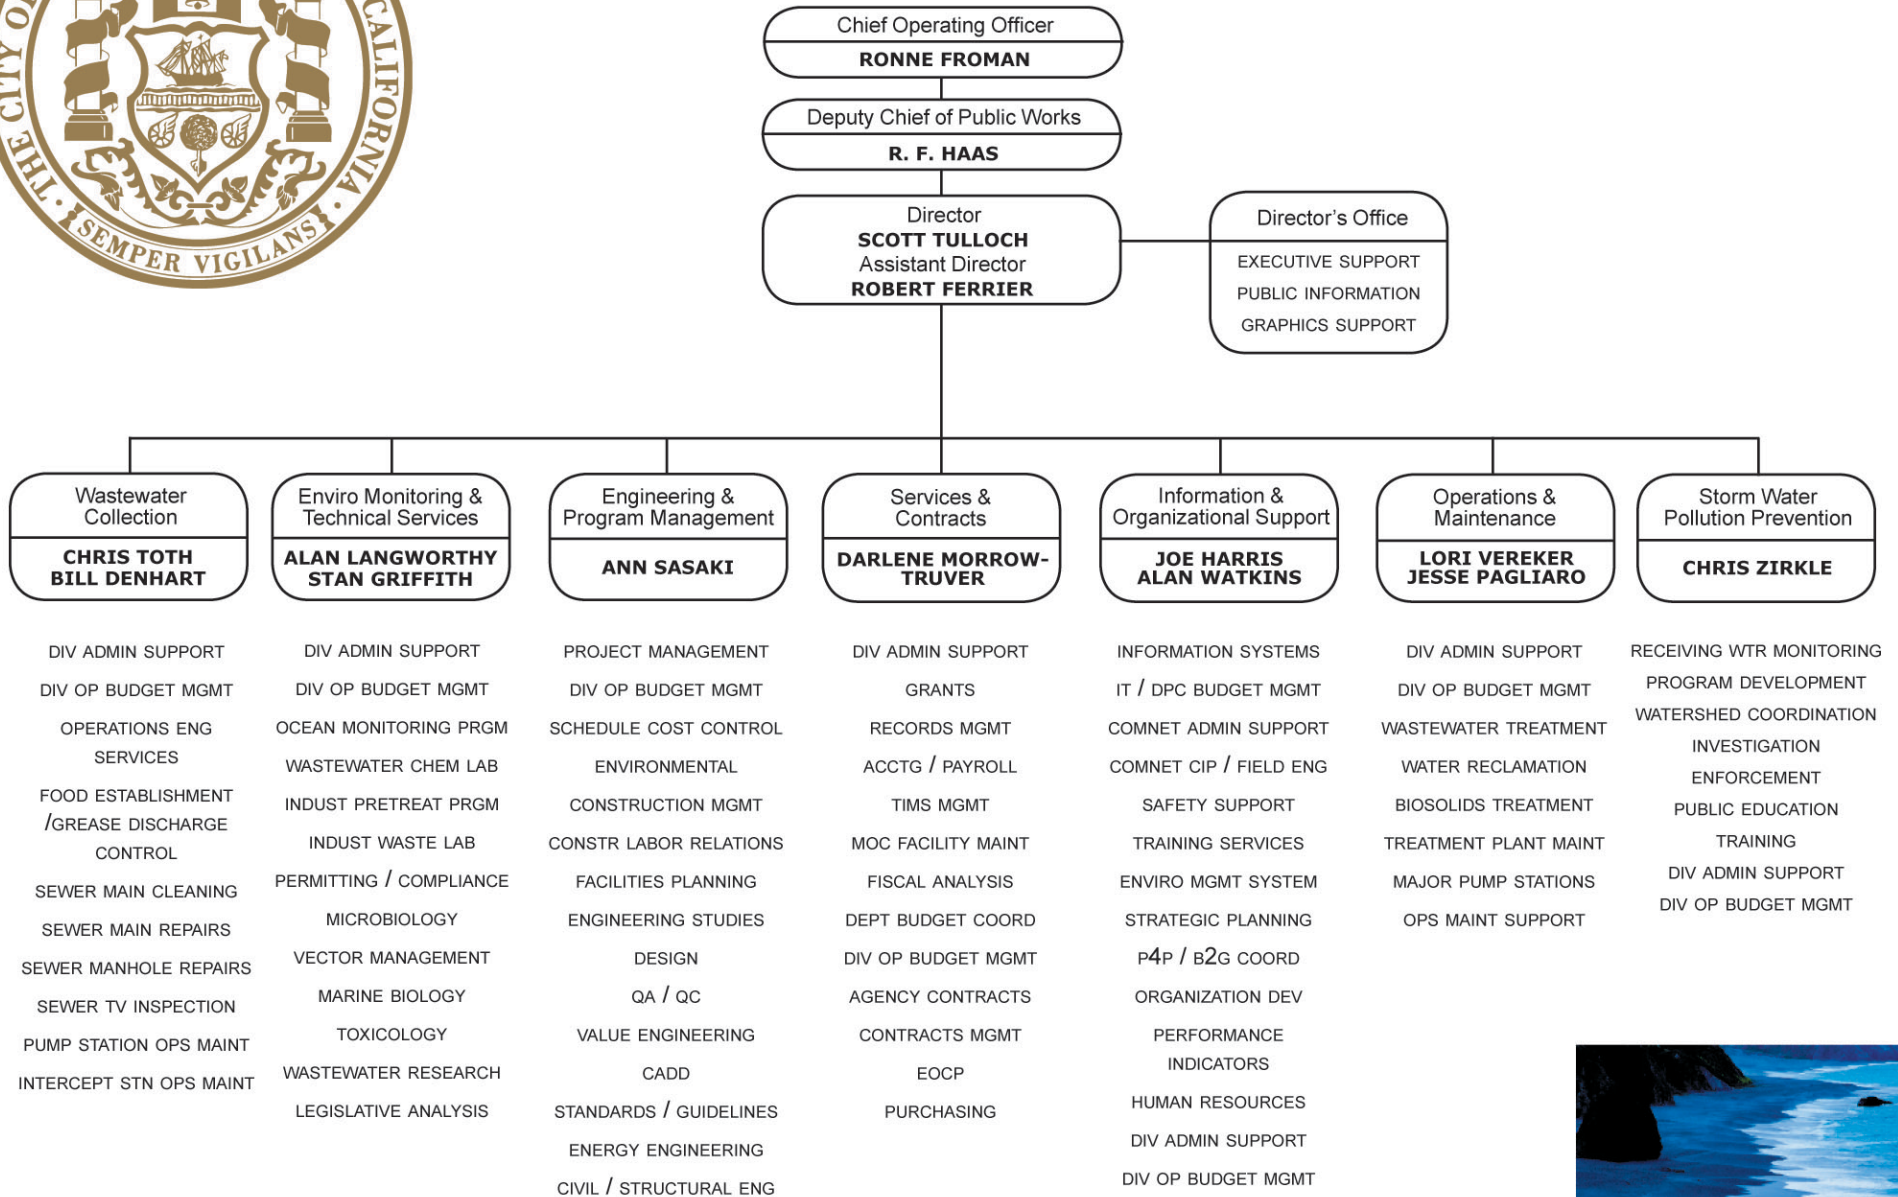 THE CITY O
CALIFORNIA
SEMPER VIGILANS
Chief Operating Officer
RONNE FROMAN
Deputy Chief of Public Works
R. F. HAAS
Director
SCOTT TULLOCH
Assistant Director
ROBERT FERRIER
Director's Office
EXECUTIVE SUPPORT
PUBLIC INFORMATION
GRAPHICS SUPPORT
Wastewater
Collection
CHRIS TOTH
BILL DENHART
DIV ADMIN SUPPORT
DIV OP BUDGET MGMT
OPERATIONS ENG
SERVICES
FOOD ESTABLISHMENT
/GREASE DISCHARGE
CONTROL
SEWER MAIN CLEANING
SEWER MAIN REPAIRS
SEWER MANHOLE REPAIRS
SEWER TV INSPECTION
PUMP STATION OPS MAINT
INTERCEPT STN OPS MAINT
Enviro Monitoring &
Technical Services
ALAN LANGWORTHY
STAN GRIFFITH
DIV ADMIN SUPPORT
DIV OP BUDGET MGMT
OCEAN MONITORING PRGM
WASTEWATER CHEM LAB
INDUST PRETREAT PRGM
INDUST WASTE LAB
PERMITTING / COMPLIANCE
MICROBIOLOGY
VECTOR MANAGEMENT
MARINE BIOLOGY
TOXICOLOGY
WASTEWATER RESEARCH
LEGISLATIVE ANALYSIS
Engineering &
Program Management
ANN SASAKI
PROJECT MANAGEMENT
DIV OP BUDGET MGMT
SCHEDULE COST CONTROL
ENVIRONMENTAL
CONSTRUCTION MGMT
CONSTR LABOR RELATIONS
FACILITIES PLANNING
ENGINEERING STUDIES
DESIGN
QA / QC
VALUE ENGINEERING
CADD
STANDARDS / GUIDELINES
ENERGY ENGINEERING
CIVIL / STRUCTURAL ENG
Services &
Contracts
DARLENE MORROW-
TRUVER
DIV ADMIN SUPPORT
GRANTS
RECORDS MGMT
ACCTG / PAYROLL
TIMS MGMT
MOC FACILITY MAINT
FISCAL ANALYSIS
DEPT BUDGET COORD
DIV OP BUDGET MGMT
AGENCY CONTRACTS
CONTRACTS MGMT
EOCP
PURCHASING
Information &
Organizational Support
JOE HARRIS
ALAN WATKINS
INFORMATION SYSTEMS
IT / DPC BUDGET MGMT
COMNET ADMIN SUPPORT
COMNET CIP / FIELD ENG
SAFETY SUPPORT
TRAINING SERVICES
ENVIRO MGMT SYSTEM
STRATEGIC PLANNING
P4P / B2G COORD
ORGANIZATION DEV
PERFORMANCE
INDICATORS
HUMAN RESOURCES
DIV ADMIN SUPPORT
DIV OP BUDGET MGMT
Operations &
Maintenance
LORI VEREKER
JESSE PAGLIARO
DIV ADMIN SUPPORT
DIV OP BUDGET MGMT
WASTEWATER TREATMENT
WATER RECLAMATION
BIOSOLIDS TREATMENT
TREATMENT PLANT MAINT
MAJOR PUMP STATIONS
OPS MAINT SUPPORT
Storm Water
Pollution Prevention
CHRIS ZIRKLE
RECEIVING WTR MONITORING
PROGRAM DEVELOPMENT
WATERSHED COORDINATION
INVESTIGATION
ENFORCEMENT
PUBLIC EDUCATION
TRAINING
DIV ADMIN SUPPORT
DIV OP BUDGET MGMT